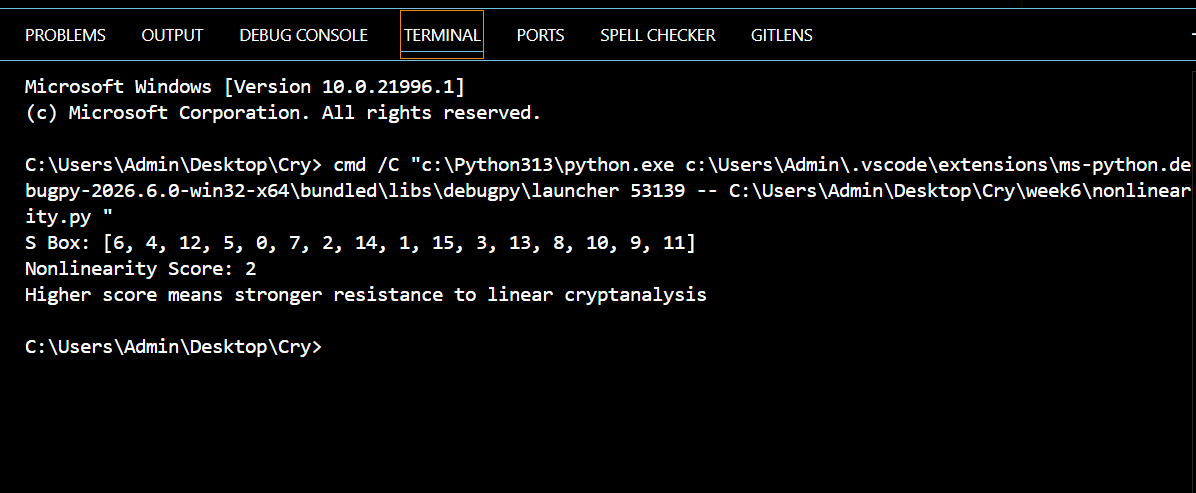 PROBLEMS OUTPUT DEBUG CONSOLE TERMINAL PORTS SPELL CHECKER GITLENS
Microsoft Windows [Version 10.0.21996.1]
(c) Microsoft Corporation. All rights reserved.
C:\Users\Admin\Desktop\Cry> cmd /C "c:\Python313\python.exe c:\Users\Admin\.vscode\extensions\ms-python.de
bugpy-2026.6.0-win32-x64\bundled\libs\debugpy\launcher 53139 -- C:\Users\Admin\Desktop\Cry\week6\nonlinear
ity.py "
S Box: [6, 4, 12, 5, 0, 7, 2, 14, 1, 15, 3, 13, 8, 10, 9, 11]
Nonlinearity Score: 2
Higher score means stronger resistance to linear cryptanalysis
C:\Users\Admin\Desktop\Cry>